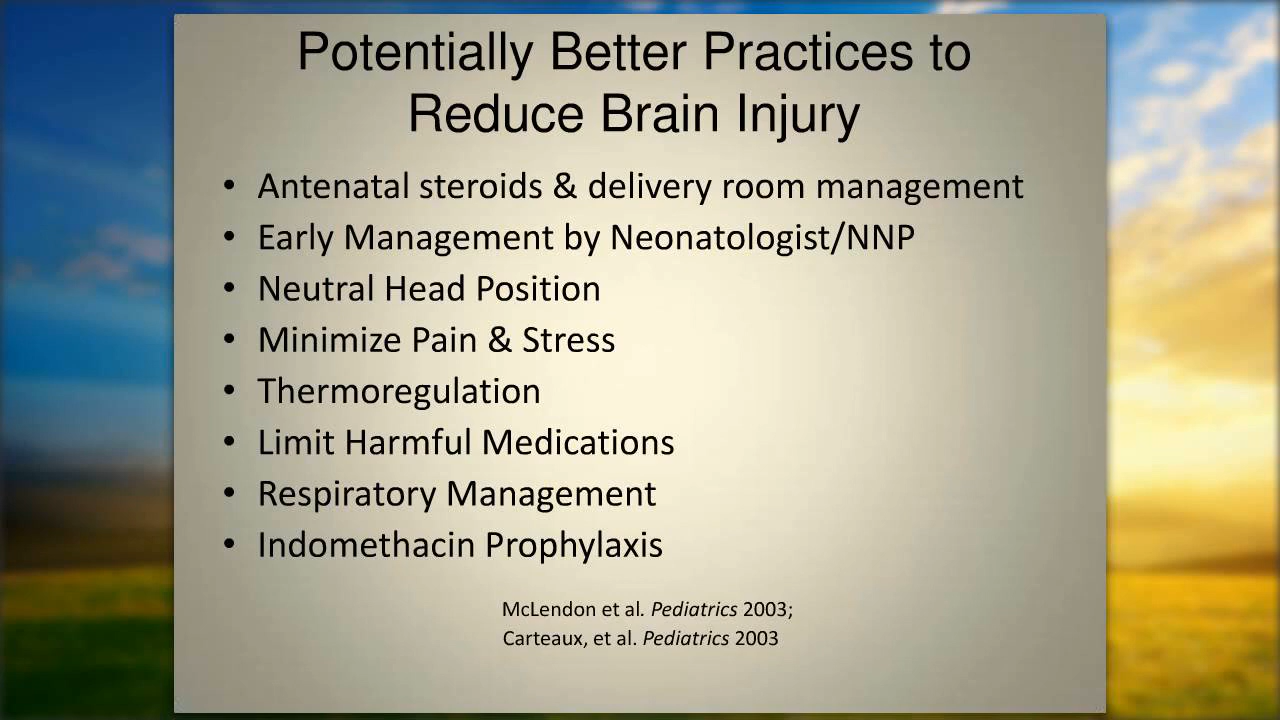 Potentially Better Practices to
Reduce Brain Injury
• Antenatal steroids & delivery room management
• Early Management by Neonatologist/NNP
• Neutral Head Position
• Minimize Pain & Stress
• Thermoregulation
• Limit Harmful Medications
• Respiratory Management
• Indomethacin Prophylaxis
McLendon et al. Pediatrics 2003;
Carteaux, et al. Pediatrics 2003